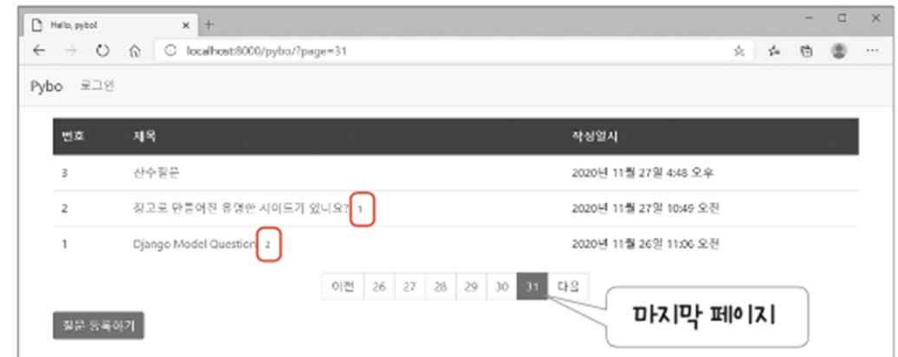 Hello, pybo!
localhost:8000/pybo/?page=31
Pybo 로그인
번호 제목 작성일시
3 산수질문 2020년 11월 27일 4:48 오후
2 장고로 만들어진 유명한 사이트가 있나요? 1 2020년 11월 27일 10:49 오전
1 Django Model Question 2 2020년 11월 26일 11:06 오전
이전 26 27 28 29 30 31 다음
마지막 페이지
질문 등록하기